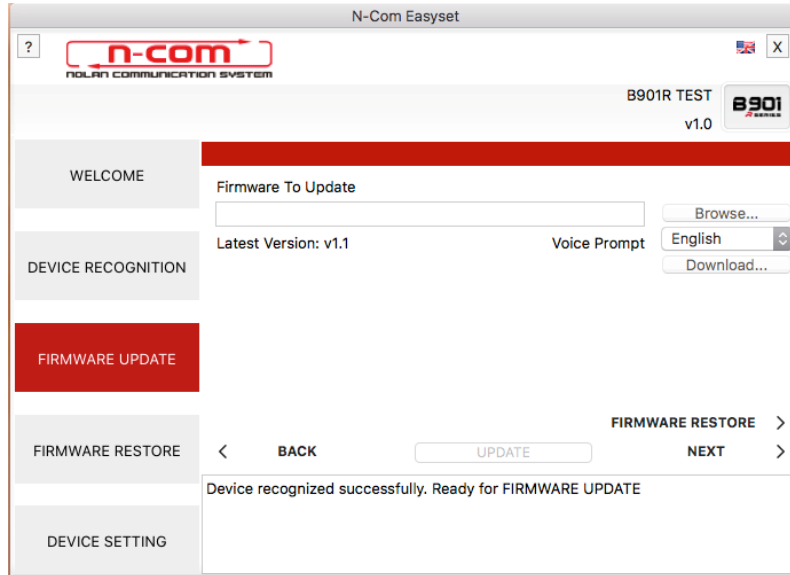 N-Com Easyset
?
n-com
NOLAN COMMUNICATION SYSTEM
X
B901R TEST
v1.0
B901
R SERIES
WELCOME
DEVICE RECOGNITION
FIRMWARE UPDATE
FIRMWARE RESTORE
DEVICE SETTING
Firmware To Update
Browse...
Latest Version: v1.1
Voice Prompt
English
Download...
FIRMWARE RESTORE >
< BACK
UPDATE
NEXT >
Device recognized successfully. Ready for FIRMWARE UPDATE